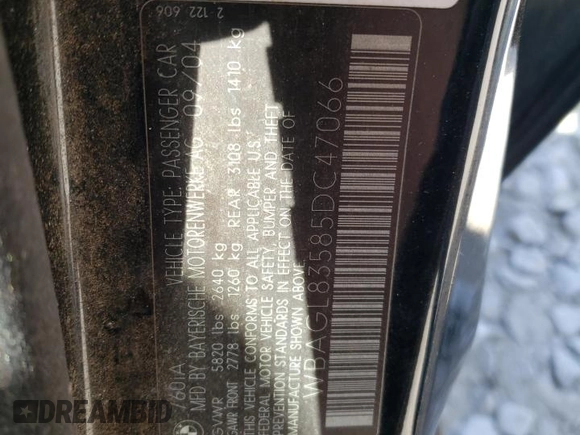 2 122 606
7601A VEHICLE TYPE: PASSENGER CAR
MFD BY BAYERISCHE MOTORENWERKE AG 09/04
GVWR 5820 lbs 2640 kg
GAWR FRONT 2778 lbs 1260 kg REAR 3108 lbs 1410 kg
THIS VEHICLE CONFORMS TO ALL APPLICABLE U.S.
FEDERAL MOTOR VEHICLE SAFETY, BUMPER AND THEFT
PREVENTION STANDARDS IN EFFECT ON THE DATE OF
MANUFACTURE SHOWN ABOVE.
WBAGL83585DC47066
DREAMBID